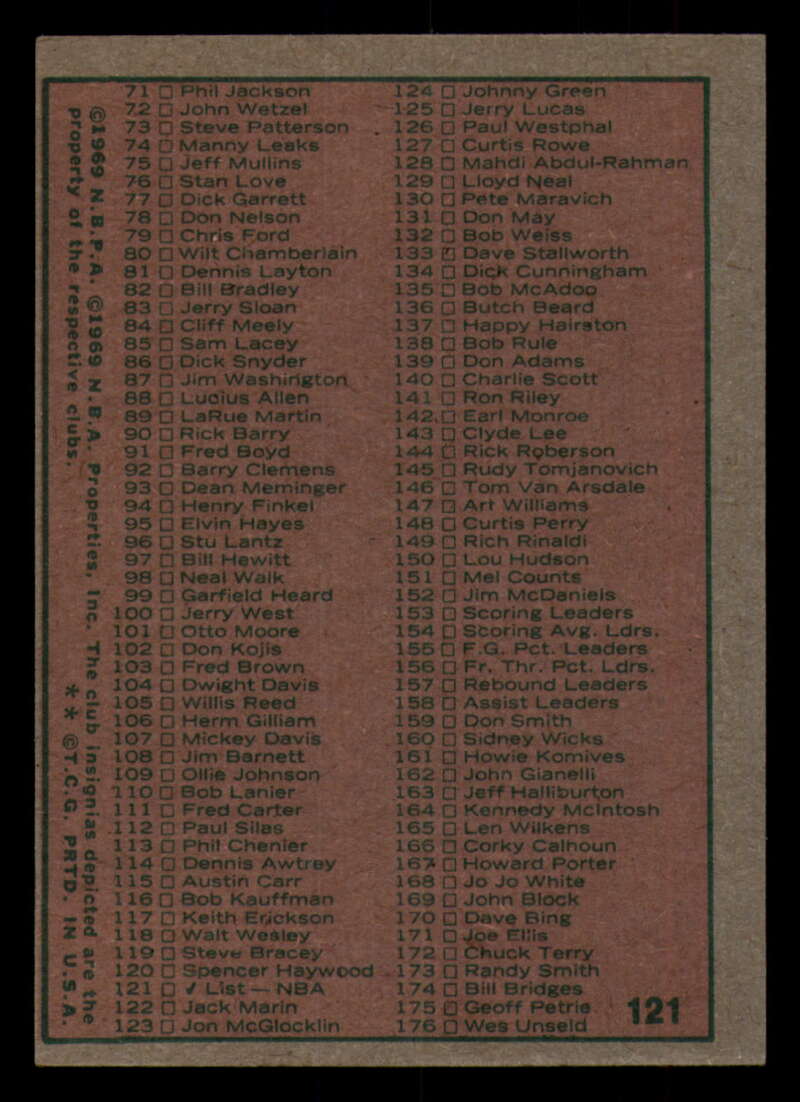 71 Phil Jackson
72 John Wetzel
73 Steve Patterson
74 Manny Leaks
75 Jeff Mullins
76 Stan Love
77 Dick Garrett
78 Don Nelson
79 Chris Ford
80 Wilt Chamberlain
81 Dennis Layton
82 Bill Bradley
83 Jerry Sloan
84 Cliff Meely
85 Sam Lacey
86 Dick Snyder
87 Jim Washington
88 Lucius Allen
89 LaRue Martin
90 Rick Barry
91 Fred Boyd
92 Barry Clemens
93 Dean Meminger
94 Henry Finkel
95 Elvin Hayes
96 Stu Lantz
97 Bill Hewitt
98 Neal Walk
99 Garfield Heard
100 Jerry West
101 Otto Moore
102 Don Kojis
103 Fred Brown
104 Dwight Davis
105 Willis Reed
106 Herm Gilliam
107 Mickey Davis
108 Jim Barnett
109 Ollie Johnson
110 Bob Lanier
111 Fred Carter
112 Paul Silas
113 Phil Chenier
114 Dennis Awtrey
115 Austin Carr
116 Bob Kauffman
117 Keith Erickson
118 Walt Wesley
119 Steve Bracey
120 Spencer Haywood
121 ✓ List — NBA
122 Jack Marin
123 Jon McGlocklin
124 Johnny Green
125 Jerry Lucas
126 Paul Westphal
127 Curtis Rowe
128 Mahdi Abdul-Rahman
129 Lloyd Neal
130 Pete Maravich
131 Don May
132 Bob Weiss
133 Dave Stallworth
134 Dick Cunningham
135 Bob McAdoo
136 Butch Beard
137 Happy Hairston
138 Bob Rule
139 Don Adams
140 Charlie Scott
141 Ron Riley
142 Earl Monroe
143 Clyde Lee
144 Rick Roberson
145 Rudy Tomjanovich
146 Tom Van Arsdale
147 Art Williams
148 Curtis Perry
149 Rich Rinaldi
150 Lou Hudson
151 Mel Counts
152 Jim McDaniels
153 Scoring Leaders
154 Scoring Avg. Ldrs.
155 F.G. Pct. Leaders
156 Fr. Thr. Pct. Ldrs.
157 Rebound Leaders
158 Assist Leaders
159 Don Smith
160 Sidney Wicks
161 Howie Komives
162 John Gianelli
163 Jeff Halliburton
164 Kennedy McIntosh
165 Len Wilkens
166 Corky Calhoun
167 Howard Porter
168 Jo Jo White
169 John Block
170 Dave Bing
171 Joe Ellis
172 Chuck Terry
173 Randy Smith
174 Bill Bridges
175 Geoff Petrie
176 Wes Unseld
121
©1969 N.B.P.A. ©1969 N.B.A. Properties, Inc. The club insignias depicted are the
property of the respective clubs. ** ©T.C.G. PRTD. IN U.S.A.